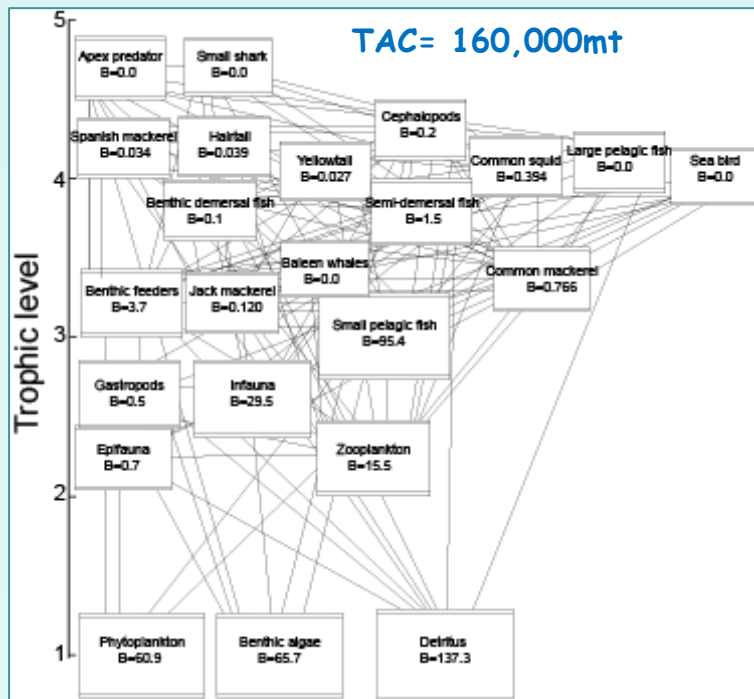 TAC= 160,000mt
5
Apex predator
B=0.0
Small shark
B=0.0
Cephalopods
B=0.2
Spanish mackerel
B=0.034
Hairtail
B=0.039
Yellowtail
B=0.027
Common squid
B=0.394
Large pelagic fish
B=0.0
Sea bird
B=0.0
4
Benthic demersal fish
B=0.1
Semi-demersal fish
B=1.5
Baleen whales
B=0.0
Common mackerel
B=0.766
Benthic feeders
B=3.7
Jack mackerel
B=0.120
Small pelagic fish
B=95.4
3
Trophic level
Gastropods
B=0.5
Infauna
B=29.5
Epifauna
B=0.7
Zooplankton
B=15.5
2
Phytoplankton
B=60.9
Benthic algae
B=65.7
Detritus
B=137.3
1